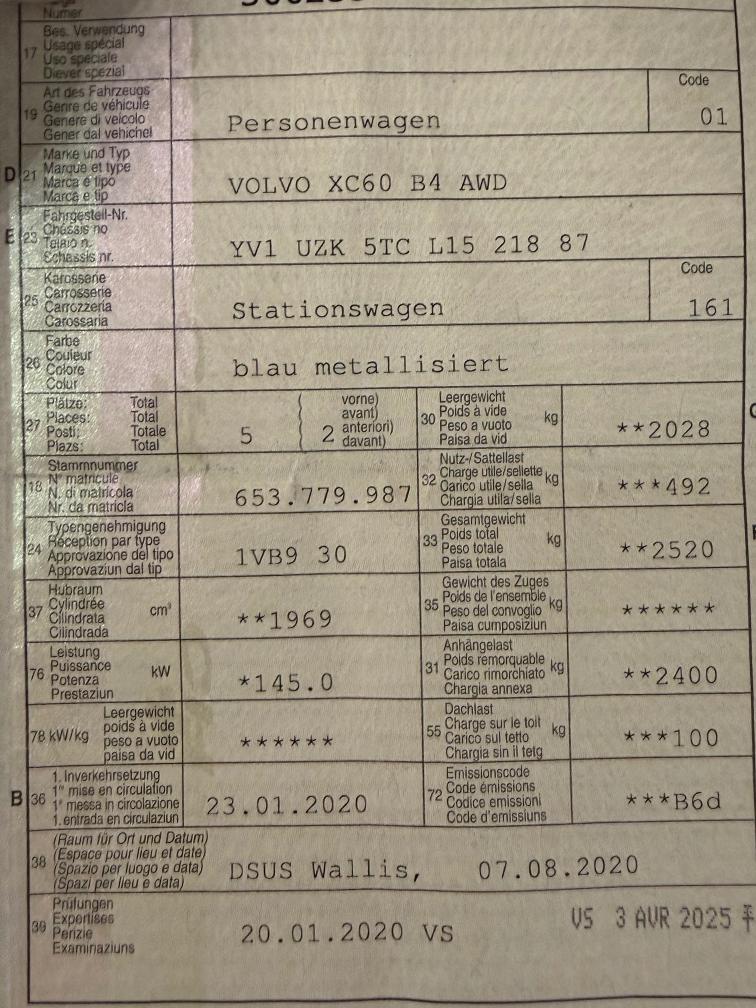 Numer
17 Bes. Verwendung
Usage spécial
Uso speciale
Diever spezial
19 Art des Fahrzeugs
Genre de véhicule
Genere di veicolo
Gener dal vehichel
Personenwagen
Code
01
D 21 Marke und Typ
Marque et type
Marca e tipo
Marca e tip
VOLVO XC60 B4 AWD
E 23 Fahrgestell-Nr.
Châssis no
Telaio n.
Schassis nr.
YV1 UZK 5TC L15 218 87
25 Karosserie
Carrosserie
Carrozzeria
Carossaria
Stationswagen
Code
161
26 Farbe
Couleur
Colore
Colur
blau metallisiert
27 Plätze: Total
Places: Total
Posti: Totale
Plazs: Total
5
2
vorne)
avant)
anteriori)
davant)
30 Leergewicht
Poids à vide
Peso a vuoto
Paisa da vid
kg
**2028
18 Stammnummer
N° matricule
N. di matricola
Nr. da matricla
653.779.987
32 Nutz-/Sattellast
Charge utile/sellette
Carico utile/sella
Chargia utila/sella
kg
***492
24 Typengenehmigung
Réception par type
Approvazione del tipo
Approvaziun dal tip
1VB9 30
33 Gesamtgewicht
Poids total
Peso totale
Paisa totala
kg
**2520
37 Hubraum
Cylindrée
Cilindrata
Cilindrada
cm³
**1969
35 Gewicht des Zuges
Poids de l'ensemble
Peso del convoglio
Paisa cumposiziun
kg
******
76 Leistung
Puissance
Potenza
Prestaziun
kW
*145.0
31 Anhängelast
Poids remorquable
Carico rimorchiato
Chargia annexa
kg
**2400
78 kW/kg
Leergewicht
poids à vide
peso a vuoto
paisa da vid
******
55 Dachlast
Charge sur le toit
Carico sul tetto
Chargia sin il tetg
kg
***100
B 36 1. Inverkehrsetzung
1re mise en circulation
1a messa in circolazione
1. entrada en circulaziun
23.01.2020
72 Emissionscode
Code émissions
Codice emissioni
Code d'emissiuns
***B6d
38 (Raum für Ort und Datum)
(Espace pour lieu et date)
(Spazio per luogo e data)
(Spazi per lieu e data)
DSUS Wallis, 07.08.2020
39 Prüfungen
Expertises
Perizie
Examinaziuns
20.01.2020 VS
VS 3 AVR 2025